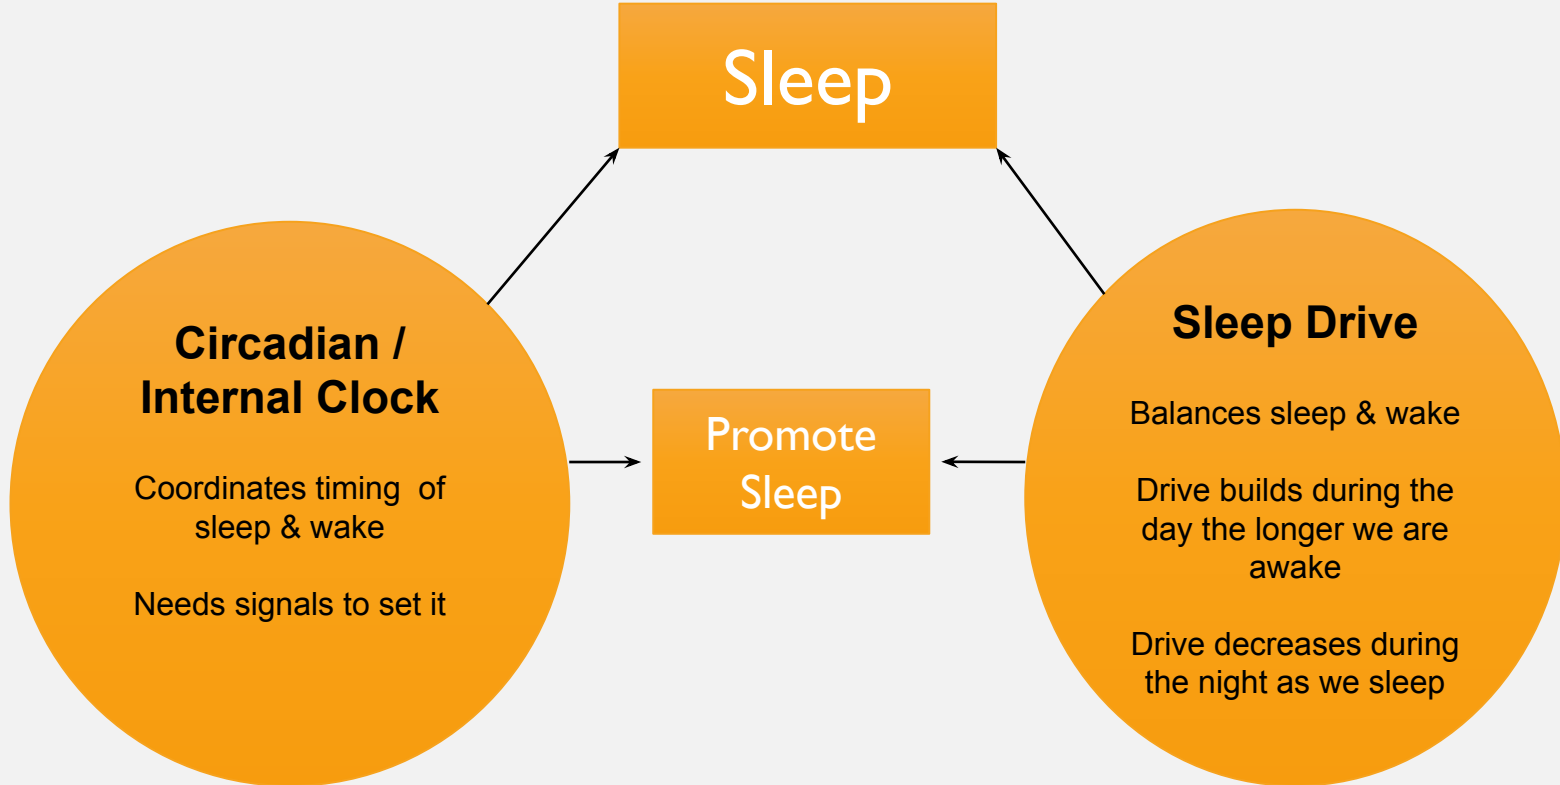 Sleep
Circadian /
Internal Clock
Coordinates timing  of
sleep & wake
Needs signals to set it
Promote
Sleep
Sleep Drive
Balances sleep & wake
Drive builds during the
day the longer we are
awake
Drive decreases during
the night as we sleep